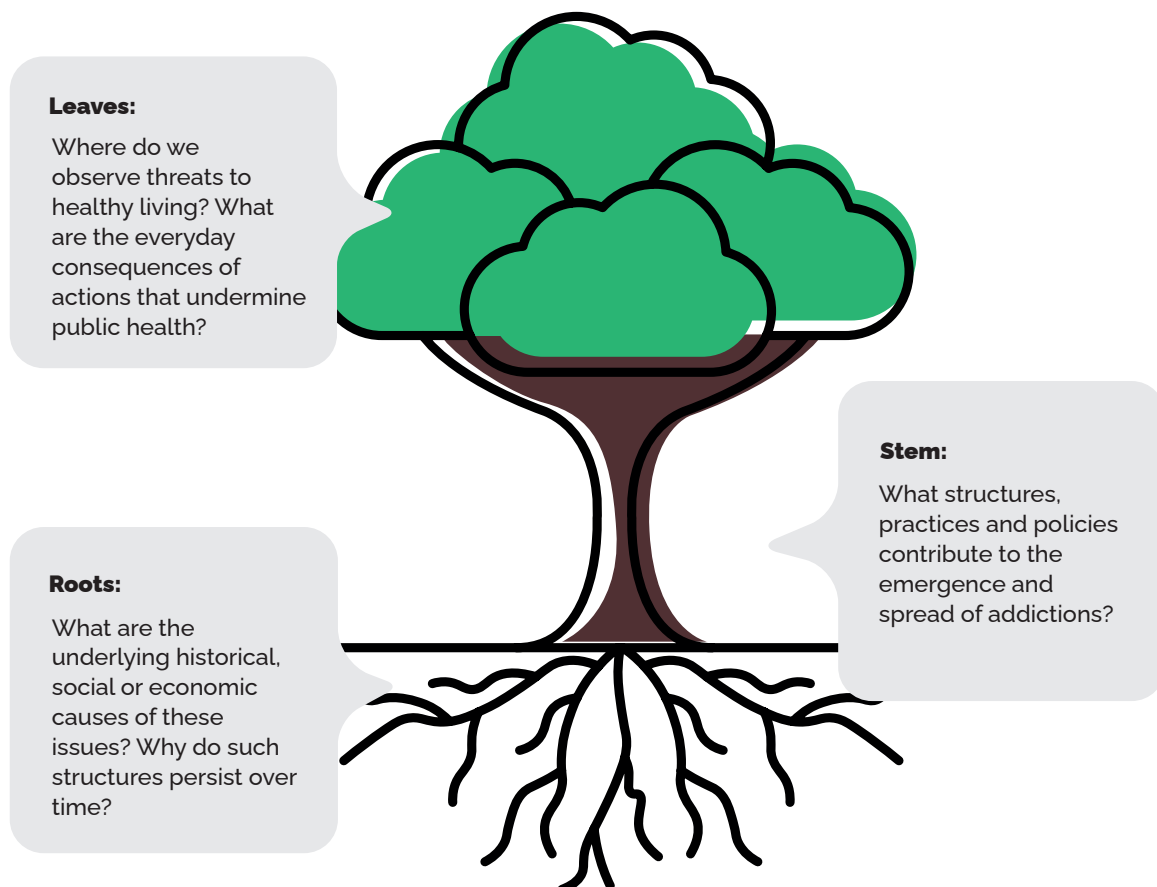 Leaves:
Where do we
observe threats to
healthy living? What
are the everyday
consequences of
actions that undermine
public health?
Stem:
What structures,
practices and policies
contribute to the
emergence and
spread of addictions?
Roots:
What are the
underlying historical,
social or economic
causes of these
issues? Why do such
structures persist over
time?